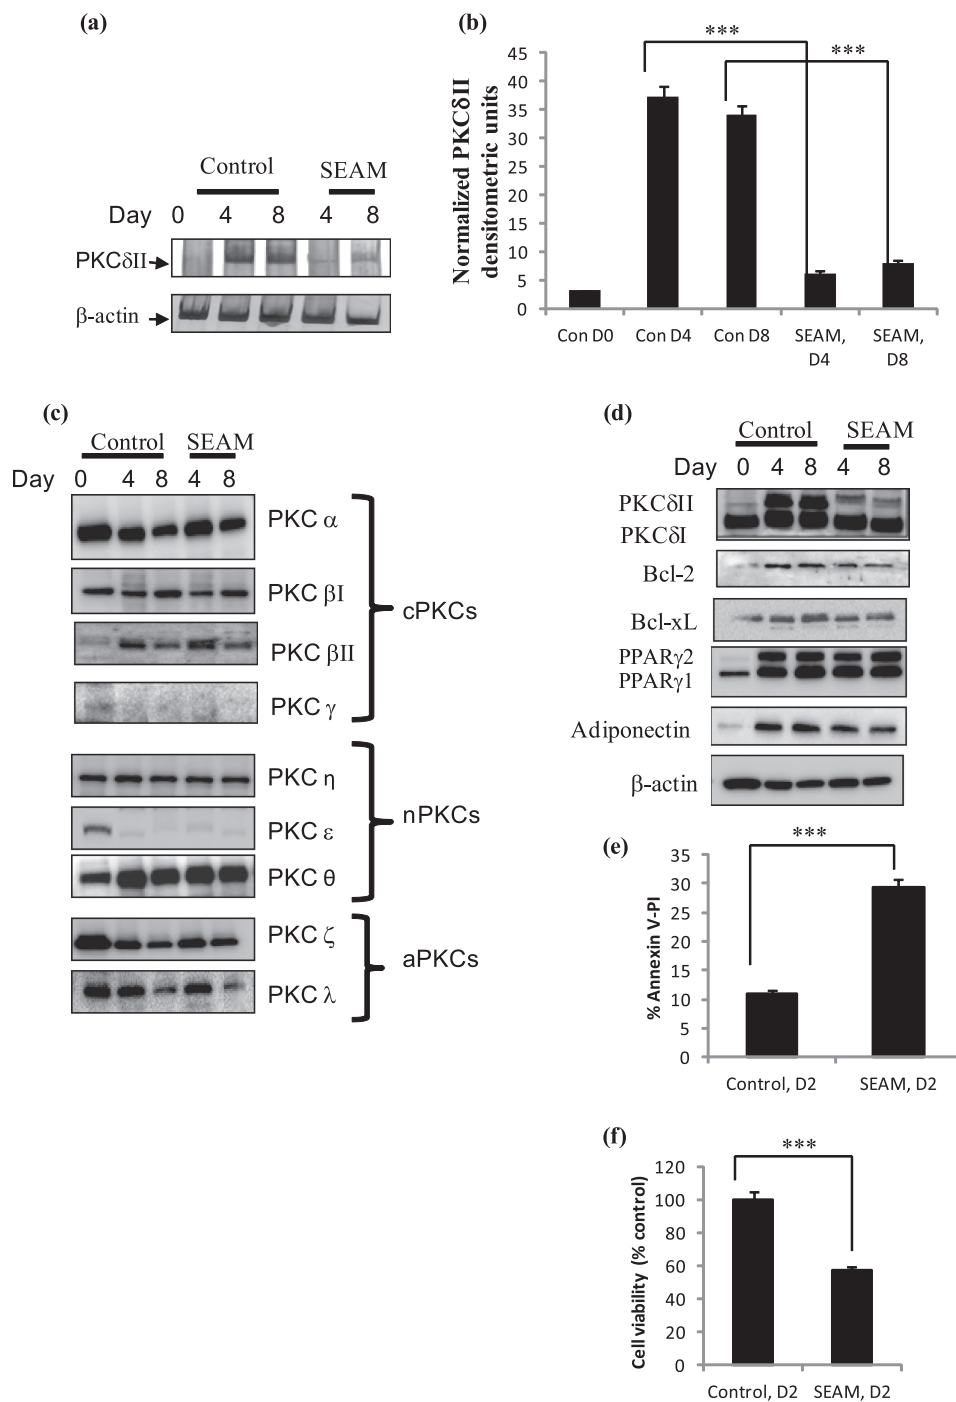 (a)
Control SEAM
Day 0 4 8 4 8
PKCδII
β-actin
(b)
Normalized PKCδII
densitometric units
45
40
35
30
25
20
15
10
5
0
*** ***
Con D0 Con D4 Con D8 SEAM, SEAM,
D4 D8
(c)
Control SEAM
Day 0 4 8 4 8
PKC α
PKC βI
PKC βII
PKC γ
cPKCs
PKC η
PKC ε
PKC θ
nPKCs
PKC ζ
PKC λ
aPKCs
(d)
Control SEAM
Day 0 4 8 4 8
PKCδII
PKCδI
Bcl-2
Bcl-xL
PPARγ2
PPARγ1
Adiponectin
β-actin
(e)
***
% Annexin V-PI
35
30
25
20
15
10
5
0
Control, D2 SEAM, D2
(f)
***
Cell viability (% control)
120
100
80
60
40
20
0
Control, D2 SEAM, D2